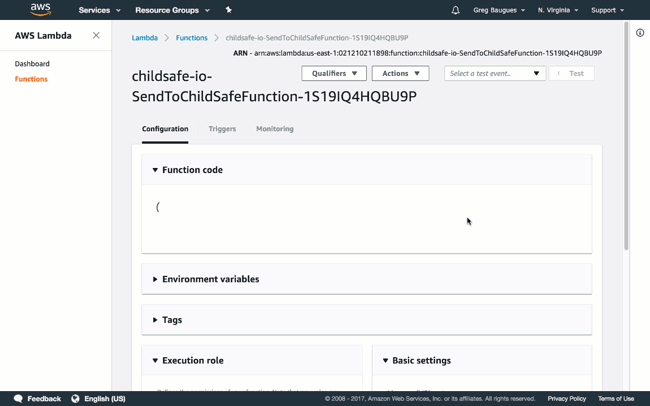 aws Services Resource Groups Greg Baugues N. Virginia Support
AWS Lambda
Dashboard
Functions
Lambda > Functions > childsafe-io-SendToChildSafeFunction-1S19IQ4HQBU9P
ARN - arn:aws:lambda:us-east-1:021210211898:function:childsafe-io-SendToChildSafeFunction-1S19IQ4HQBU9P
childsafe-io-
SendToChildSafeFunction-1S19IQ4HQBU9P
Qualifiers Actions Select a test event.. Test
Configuration Triggers Monitoring
Function code
Environment variables
Tags
Execution role
Basic settings
Feedback English (US) © 2008 - 2017, Amazon Web Services, Inc. or its affiliates. All rights reserved. Privacy Policy Terms of Use